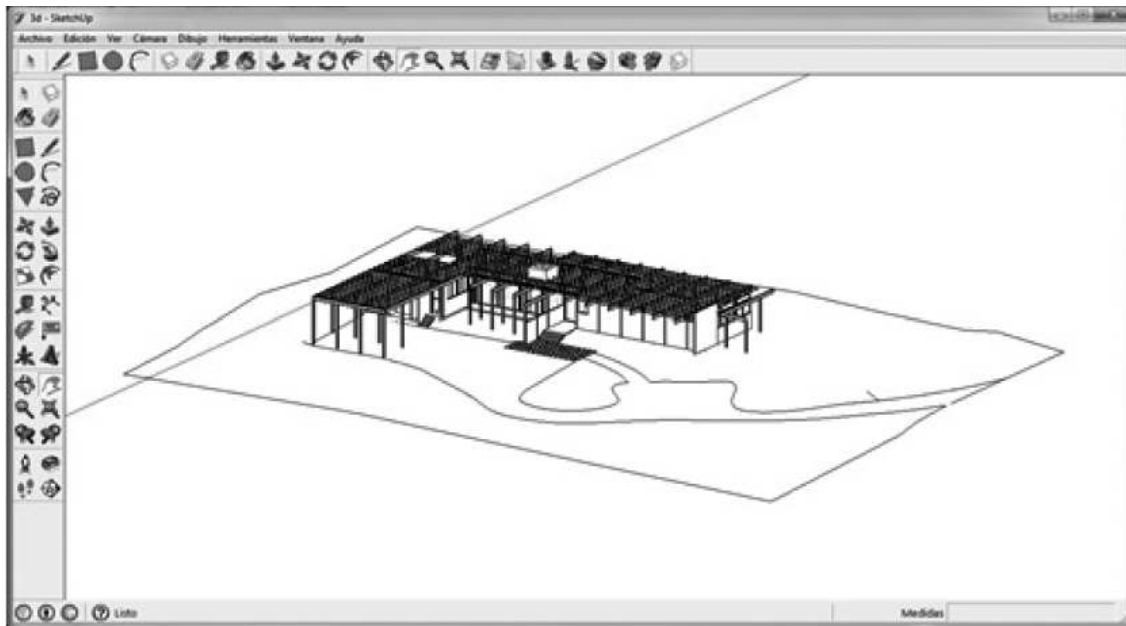 3d - SketchUp
Archivo Edición Ver Cámara Dibujo Herramientas Ventana Ayuda
Listo
Medidas